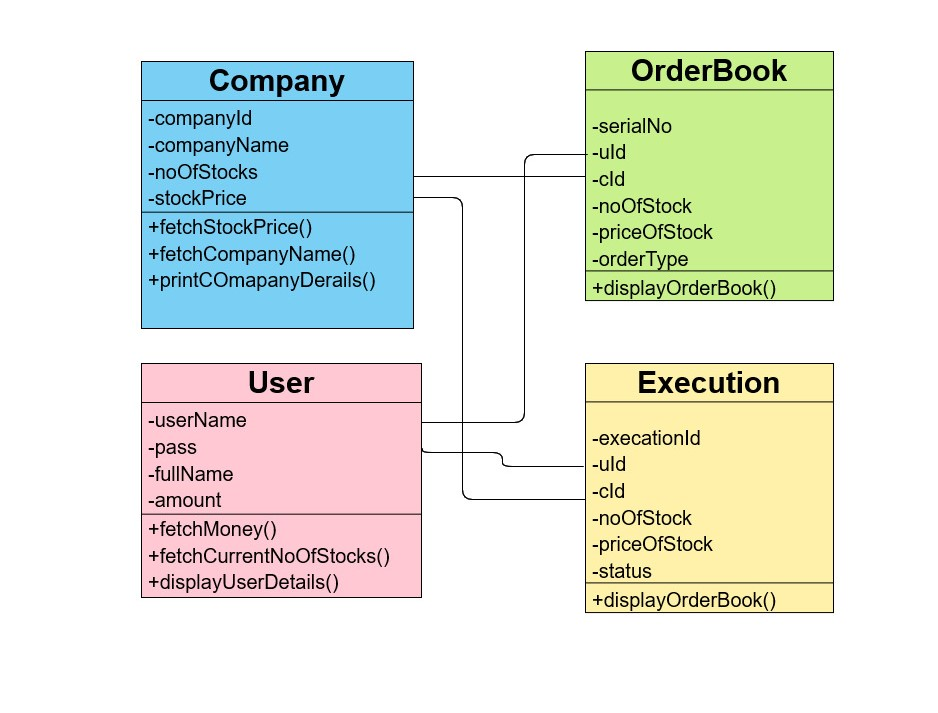 Company
-companyId
-companyName
-noOfStocks
-stockPrice
+fetchStockPrice()
+fetchCompanyName()
+printCOmapanyDerails()
OrderBook
-serialNo
-uId
-cId
-noOfStock
-priceOfStock
-orderType
+displayOrderBook()
User
-userName
-pass
-fullName
-amount
+fetchMoney()
+fetchCurrentNoOfStocks()
+displayUserDetails()
Execution
-execationId
-uId
-cId
-noOfStock
-priceOfStock
-status
+displayOrderBook()